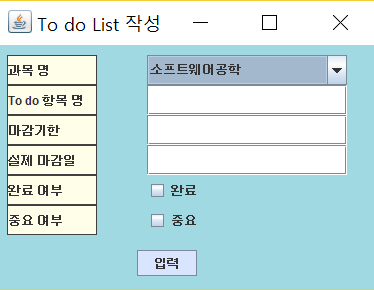 To do List 작성
과목 명 소프트웨어공학
To do 항목 명
마감기한
실제 마감일
완료 여부 완료
중요 여부 중요
입력